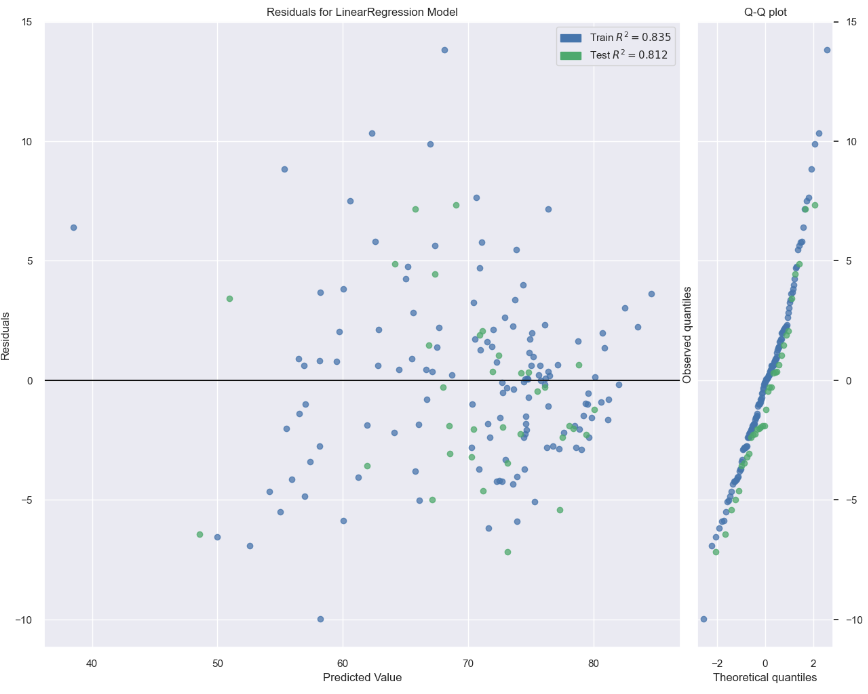 Residuals for LinearRegression Model
Q-Q plot
Train R² = 0.835
Test R² = 0.812
Residuals
15
10
5
0
−5
−10
40
50
60
70
80
Predicted Value
Observed quantiles
15
10
5
0
−5
−10
−2
0
2
Theoretical quantiles